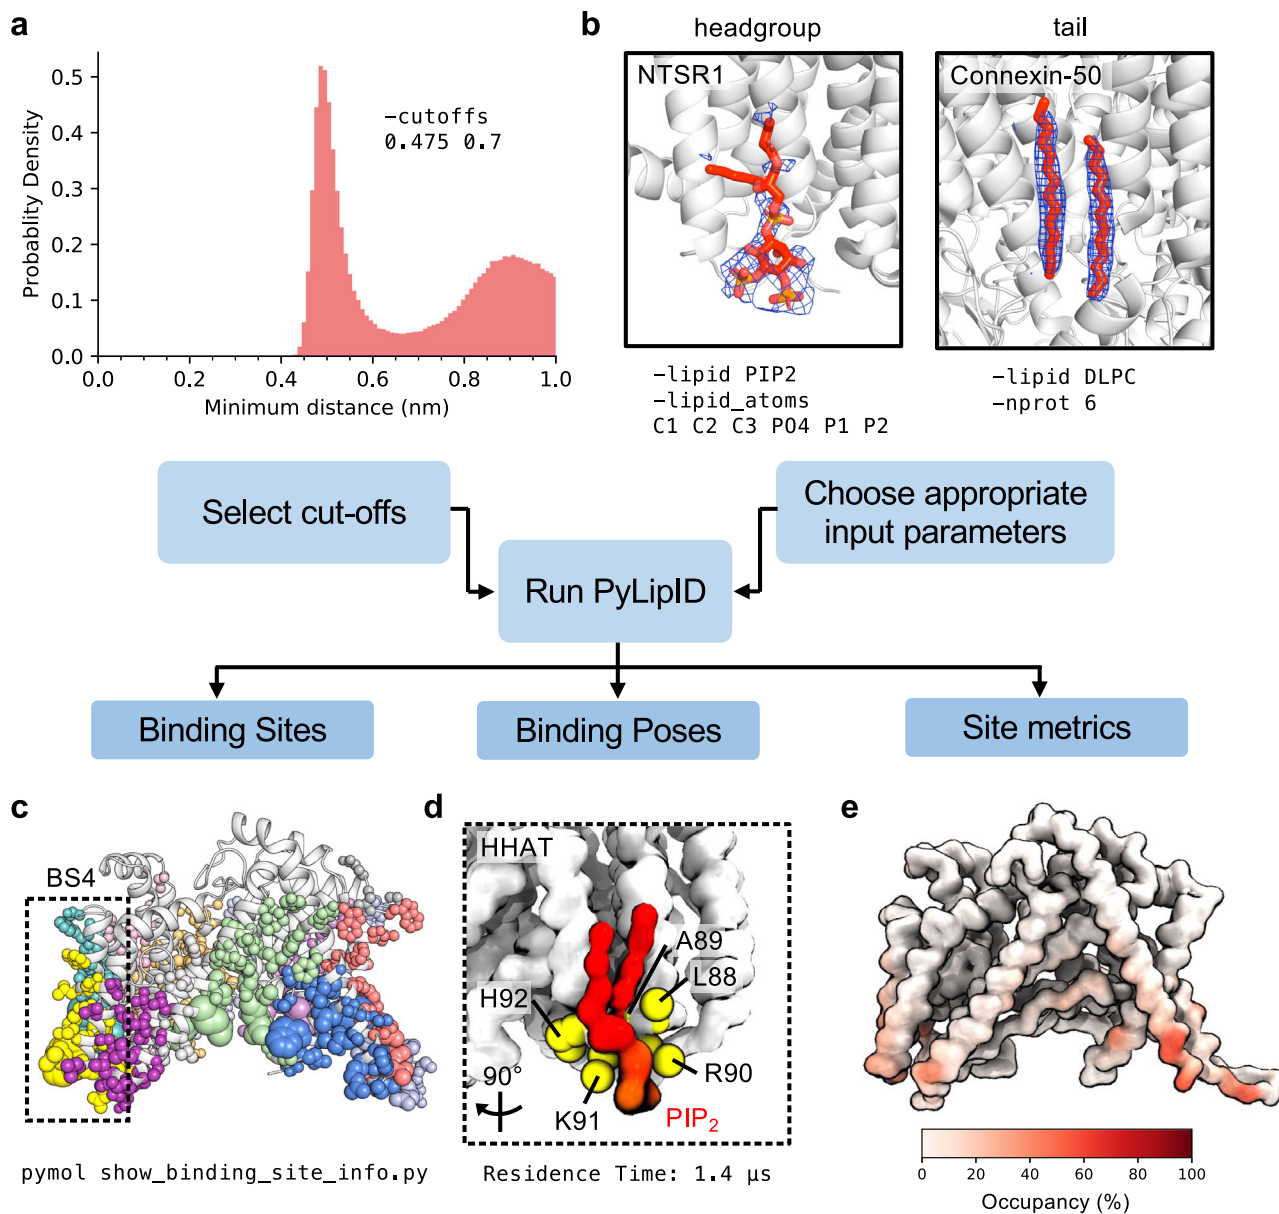 a
0.5
0.4
0.3
0.2
0.1
0.0
Probablity Density
−cutoffs
0.475 0.7
0.0 0.2 0.4 0.6 0.8 1.0
Minimum distance (nm)
b
headgroup
tail
NTSR1
Connexin-50
−lipid PIP2
−lipid_atoms
C1 C2 C3 PO4 P1 P2
−lipid DLPC
−nprot 6
Select cut-offs
Choose appropriate
input parameters
Run PyLipID
Binding Sites
Binding Poses
Site metrics
c
BS4
pymol show_binding_site_info.py
d
HHAT
A89
L88
H92
R90
K91
90°
PIP₂
Residence Time: 1.4 μs
e
0 20 40 60 80 100
Occupancy (%)